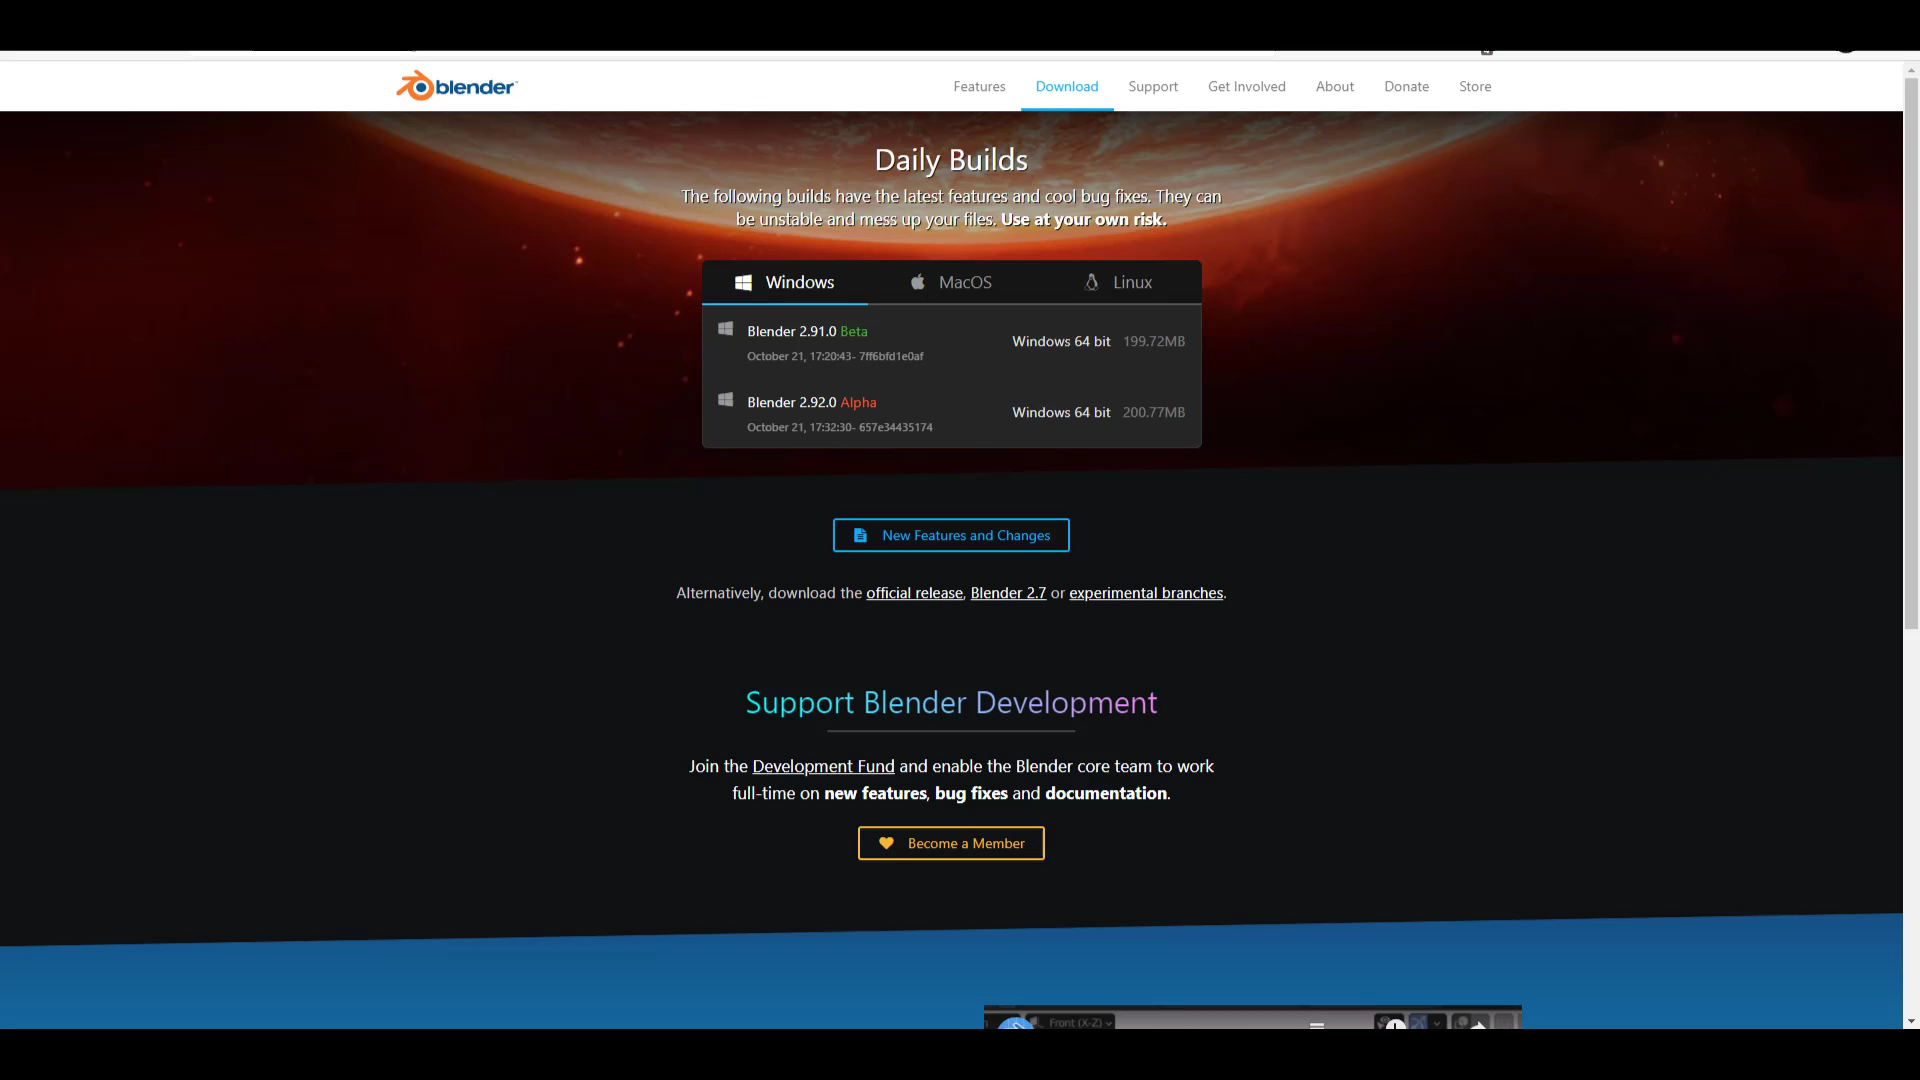 blender
Features Download Support Get Involved About Donate Store
Daily Builds
The following builds have the latest features and cool bug fixes. They can
be unstable and mess up your files. Use at your own risk.
Windows MacOS Linux
Blender 2.91.0 Beta
October 21, 17:20:43- 7ff6bfd1e0af
Windows 64 bit 199.72MB
Blender 2.92.0 Alpha
October 21, 17:32:30- 657e34435174
Windows 64 bit 200.77MB
New Features and Changes
Alternatively, download the official release, Blender 2.7 or experimental branches.
Support Blender Development
Join the Development Fund and enable the Blender core team to work
full-time on new features, bug fixes and documentation.
Become a Member
Front (X-Z)